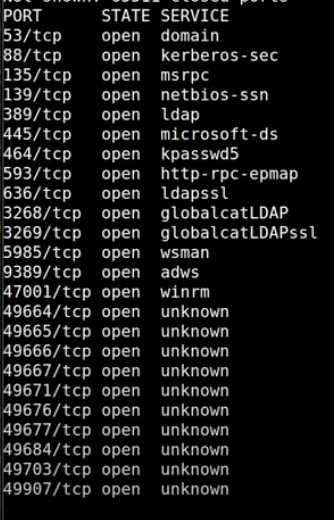 PORT STATE SERVICE
53/tcp open domain
88/tcp open kerberos-sec
135/tcp open msrpc
139/tcp open netbios-ssn
389/tcp open ldap
445/tcp open microsoft-ds
464/tcp open kpasswd5
593/tcp open http-rpc-epmap
636/tcp open ldapssl
3268/tcp open globalcatLDAP
3269/tcp open globalcatLDAPssl
5985/tcp open wsman
9389/tcp open adws
47001/tcp open winrm
49664/tcp open unknown
49665/tcp open unknown
49666/tcp open unknown
49667/tcp open unknown
49671/tcp open unknown
49676/tcp open unknown
49677/tcp open unknown
49684/tcp open unknown
49703/tcp open unknown
49907/tcp open unknown